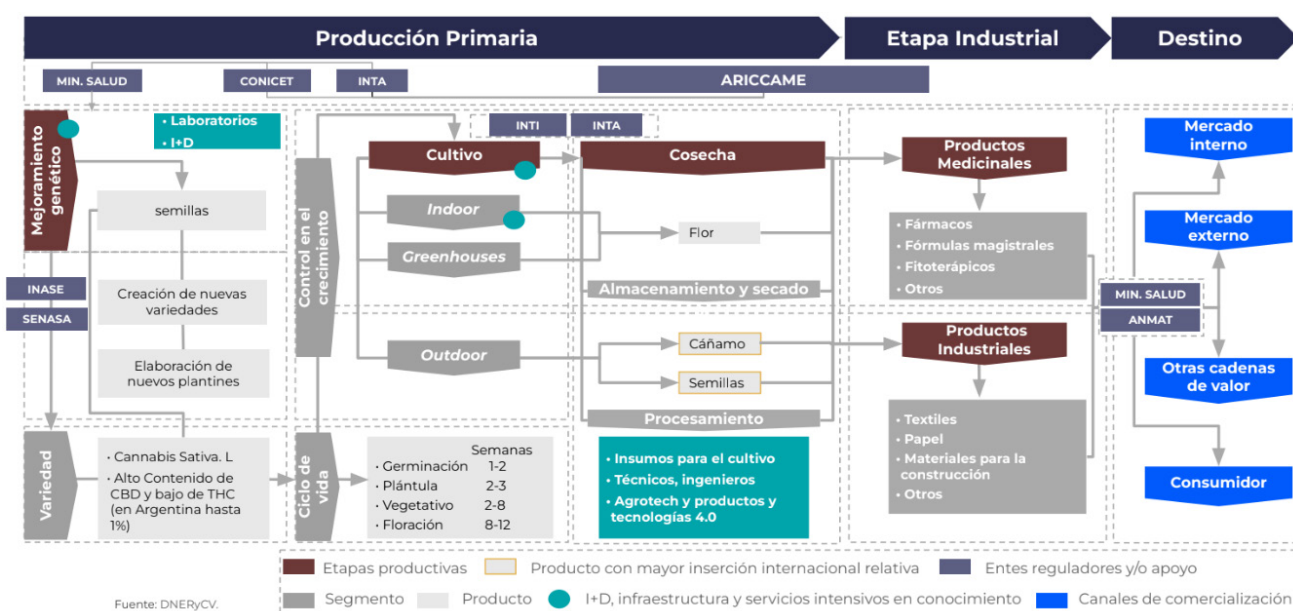 Producción Primaria
Etapa Industrial
Destino
MIN. SALUD
CONICET
INTA
ARICCAME
Mejoramiento
genético
• Laboratorios
• I+D
semillas
Creación de nuevas
variedades
Elaboración de
nuevos plantines
INASE
SENASA
Variedad
• Cannabis Sativa. L
• Alto Contenido de
CBD y bajo de THC
(en Argentina hasta
1%)
Control en el
crecimiento
INTI
INTA
Cultivo
Indoor
Greenhouses
Outdoor
Ciclo de
vida
Semanas
• Germinación 1-2
• Plántula 2-3
• Vegetativo 2-8
• Floración 8-12
Cosecha
Flor
Almacenamiento y secado
Cáñamo
Semillas
Procesamiento
• Insumos para el cultivo
• Técnicos, ingenieros
• Agrotech y productos y
tecnologías 4.0
Productos
Medicinales
• Fármacos
• Fórmulas magistrales
• Fitoterápicos
• Otros
Productos
Industriales
• Textiles
• Papel
• Materiales para la
construcción
• Otros
MIN. SALUD
ANMAT
Mercado
interno
Mercado
externo
Otras cadenas
de valor
Consumidor
Etapas productivas
Producto con mayor inserción internacional relativa
Entes reguladores y/o apoyo
Segmento
Producto
I+D, infraestructura y servicios intensivos en conocimiento
Canales de comercialización
Fuente: DNERyCV.